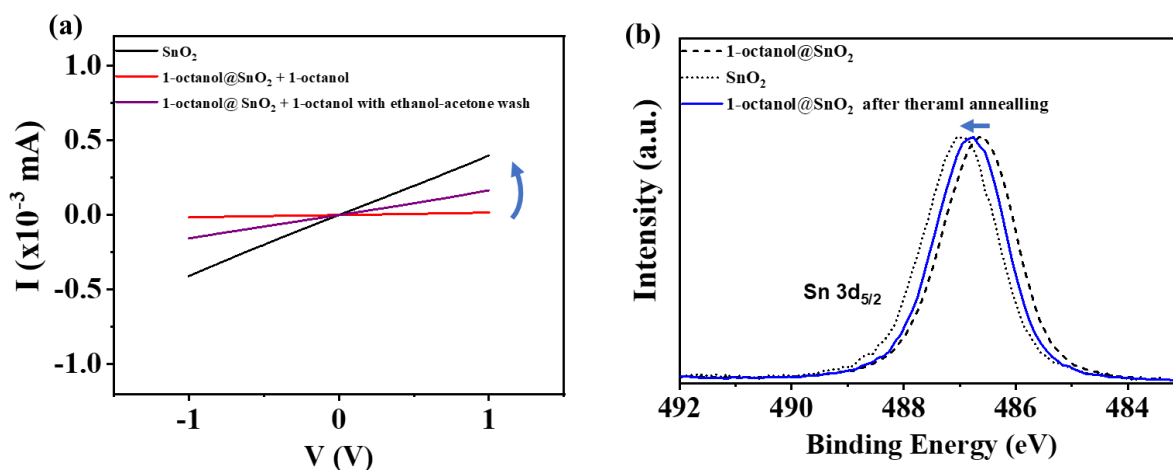 (a)
SnO₂
1-octanol@SnO₂ + 1-octanol
1-octanol@ SnO₂ + 1-octanol with ethanol-acetone wash
1.0
0.5
0.0
-0.5
-1.0
I (x10⁻³ mA)
-1
0
1
V (V)
(b)
1-octanol@SnO₂
SnO₂
1-octanol@SnO₂ after theraml annealling
Sn 3d₅/₂
Intensity (a.u.)
492
490
488
486
484
Binding Energy (eV)